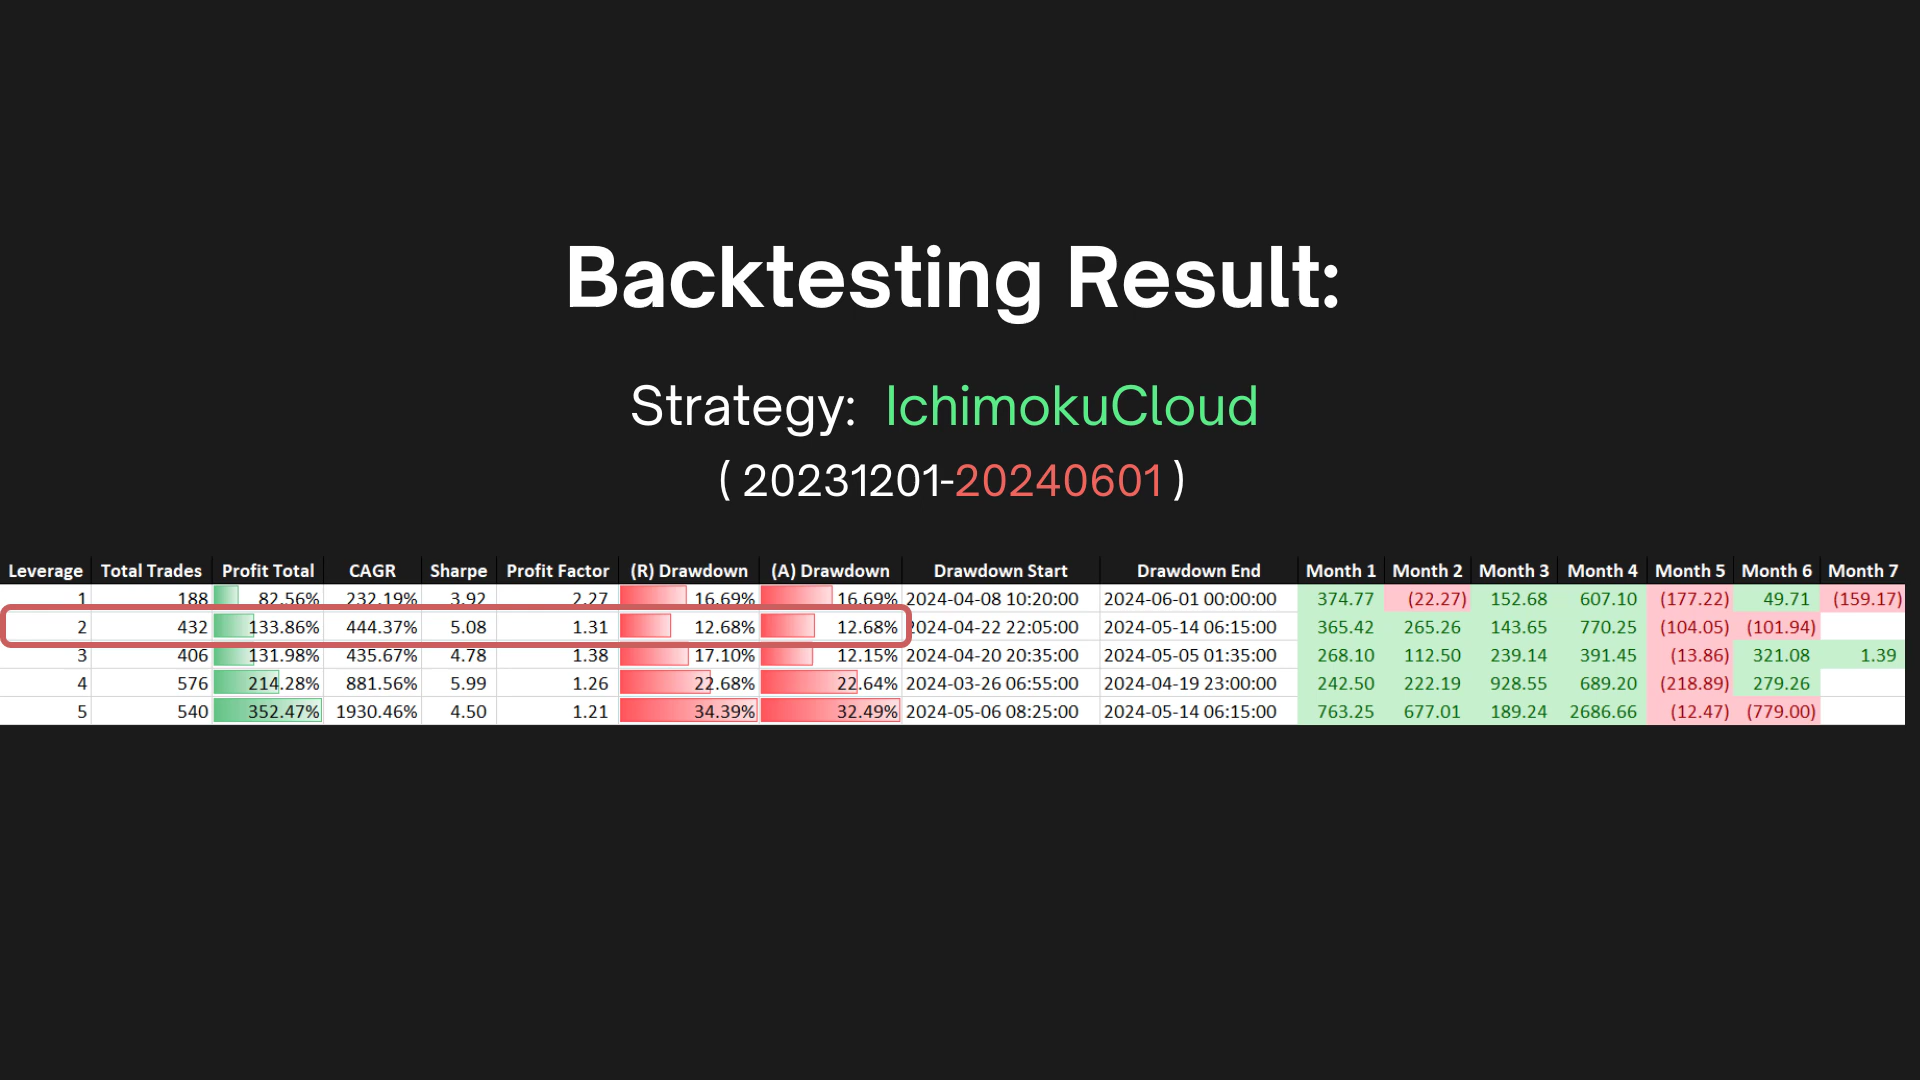 Backtesting Result:
Strategy: IchimokuCloud
( 20231201-20240601 )
Leverage Total Trades Profit Total CAGR Sharpe Profit Factor (R) Drawdown (A) Drawdown Drawdown Start Drawdown End Month 1 Month 2 Month 3 Month 4 Month 5 Month 6 Month 7
1 188 82.56% 232.19% 3.92 2.27 16.69% 16.69% 2024-04-08 10:20:00 2024-06-01 00:00:00 374.77 (22.27) 152.68 607.10 (177.22) 49.71 (159.17)
2 432 133.86% 444.37% 5.08 1.31 12.68% 12.68% 2024-04-22 22:05:00 2024-05-14 06:15:00 365.42 265.26 143.65 770.25 (104.05) (101.94)
3 406 131.98% 435.67% 4.78 1.38 17.10% 12.15% 2024-04-20 20:35:00 2024-05-05 01:35:00 268.10 112.50 239.14 391.45 (13.86) 321.08 1.39
4 576 214.28% 881.56% 5.99 1.26 22.68% 22.64% 2024-03-26 06:55:00 2024-04-19 23:00:00 242.50 222.19 928.55 689.20 (218.89) 279.26
5 540 352.47% 1930.46% 4.50 1.21 34.39% 32.49% 2024-05-06 08:25:00 2024-05-14 06:15:00 763.25 677.01 189.24 2686.66 (12.47) (779.00)